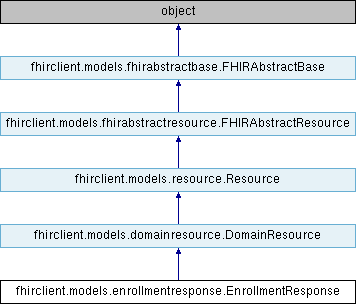 object
fhirclient.models.fhirabstractbase.FHIRAbstractBase
fhirclient.models.fhirabstractresource.FHIRAbstractResource
fhirclient.models.resource.Resource
fhirclient.models.domainresource.DomainResource
fhirclient.models.enrollmentresponse.EnrollmentResponse